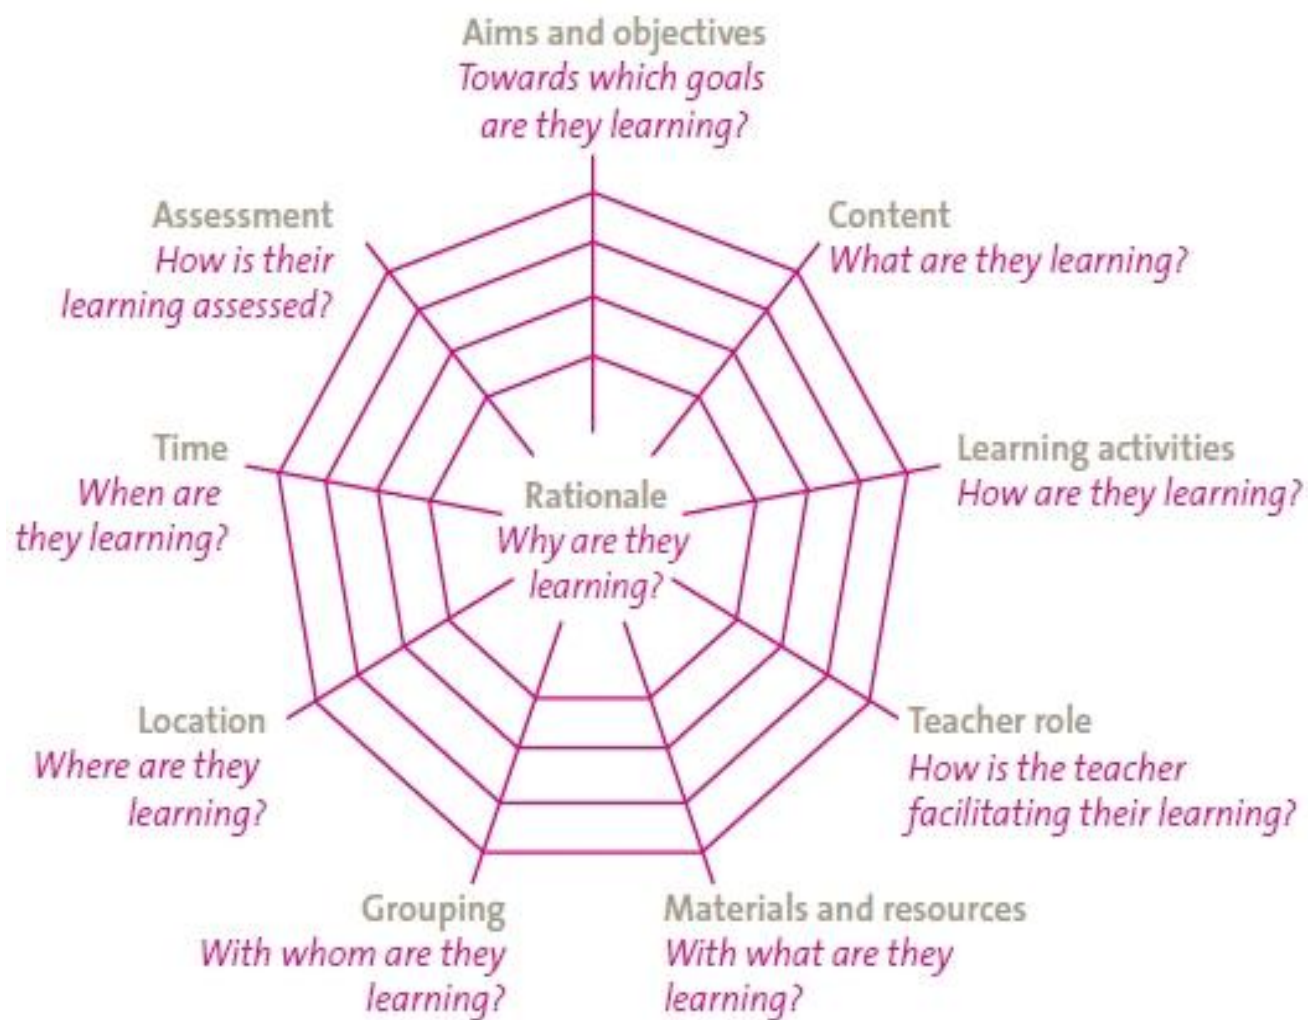 Aims and objectives
Towards which goals
are they learning?
Content
What are they learning?
Learning activities
How are they learning?
Teacher role
How is the teacher
facilitating their learning?
Materials and resources
With what are they
learning?
Grouping
With whom are they
learning?
Location
Where are they
learning?
Time
When are
they learning?
Assessment
How is their
learning assessed?
Rationale
Why are they
learning?